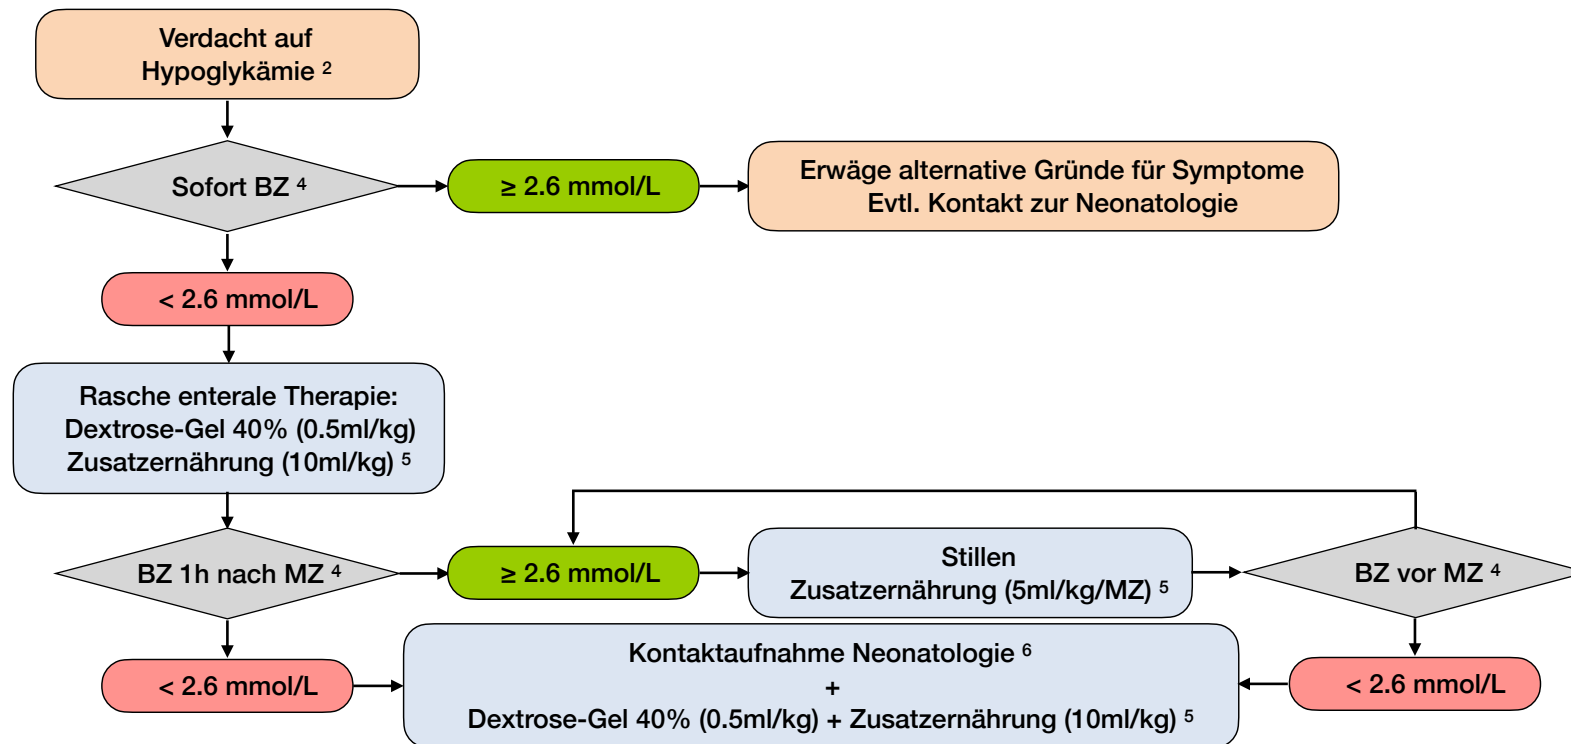 Verdacht auf
Hypoglykämie ²
Sofort BZ ⁴
≥ 2.6 mmol/L
Erwäge alternative Gründe für Symptome
Evtl. Kontakt zur Neonatologie
< 2.6 mmol/L
Rasche enterale Therapie:
Dextrose-Gel 40% (0.5ml/kg)
Zusatzernährung (10ml/kg) ⁵
BZ 1h nach MZ ⁴
≥ 2.6 mmol/L
Stillen
Zusatzernährung (5ml/kg/MZ) ⁵
BZ vor MZ ⁴
< 2.6 mmol/L
Kontaktaufnahme Neonatologie ⁶
+
Dextrose-Gel 40% (0.5ml/kg) + Zusatzernährung (10ml/kg) ⁵
< 2.6 mmol/L